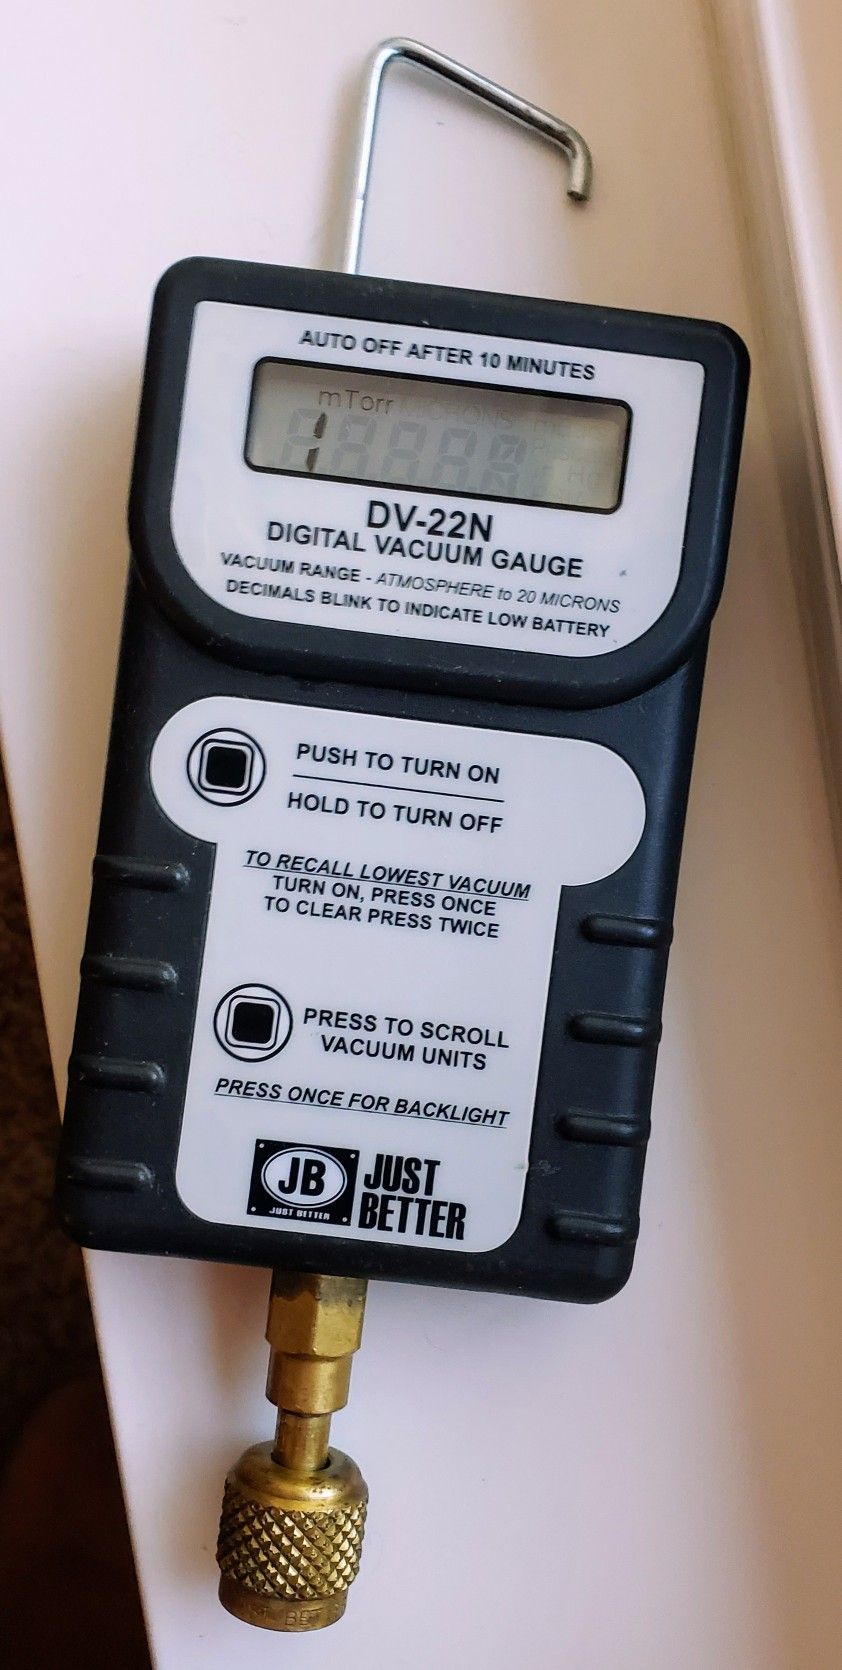 AUTO OFF AFTER 10 MINUTES
mTorr MICRONS
1
DV-22N
DIGITAL VACUUM GAUGE
VACUUM RANGE - ATMOSPHERE to 20 MICRONS
DECIMALS BLINK TO INDICATE LOW BATTERY
PUSH TO TURN ON
HOLD TO TURN OFF
TO RECALL LOWEST VACUUM
TURN ON, PRESS ONCE
TO CLEAR PRESS TWICE
PRESS TO SCROLL
VACUUM UNITS
PRESS ONCE FOR BACKLIGHT
JB
JUST BETTER
JUST
BETTER